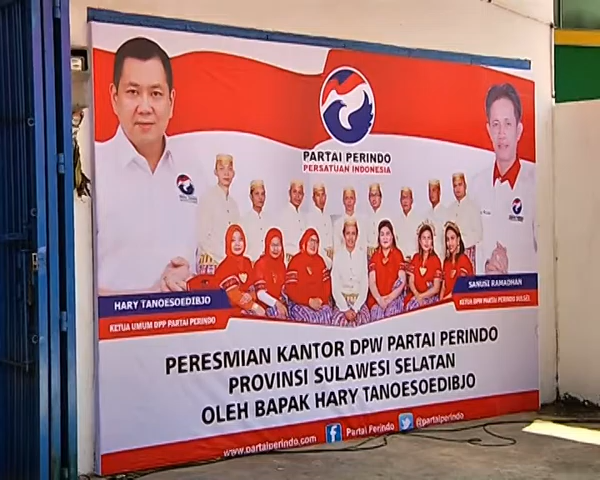 PARTAI PERINDO
PERSATUAN INDONESIA
HARY TANOESOEDIBJO
KETUA UMUM DPP PARTAI PERINDO
SANUSI RAMADHAN
KETUA DPW PARTAI PERINDO SULSEL
PERESMIAN KANTOR DPW PARTAI PERINDO
PROVINSI SULAWESI SELATAN
OLEH BAPAK HARY TANOESOEDIBJO
www.partaiperindo.com Partai Perindo @partaiperindo